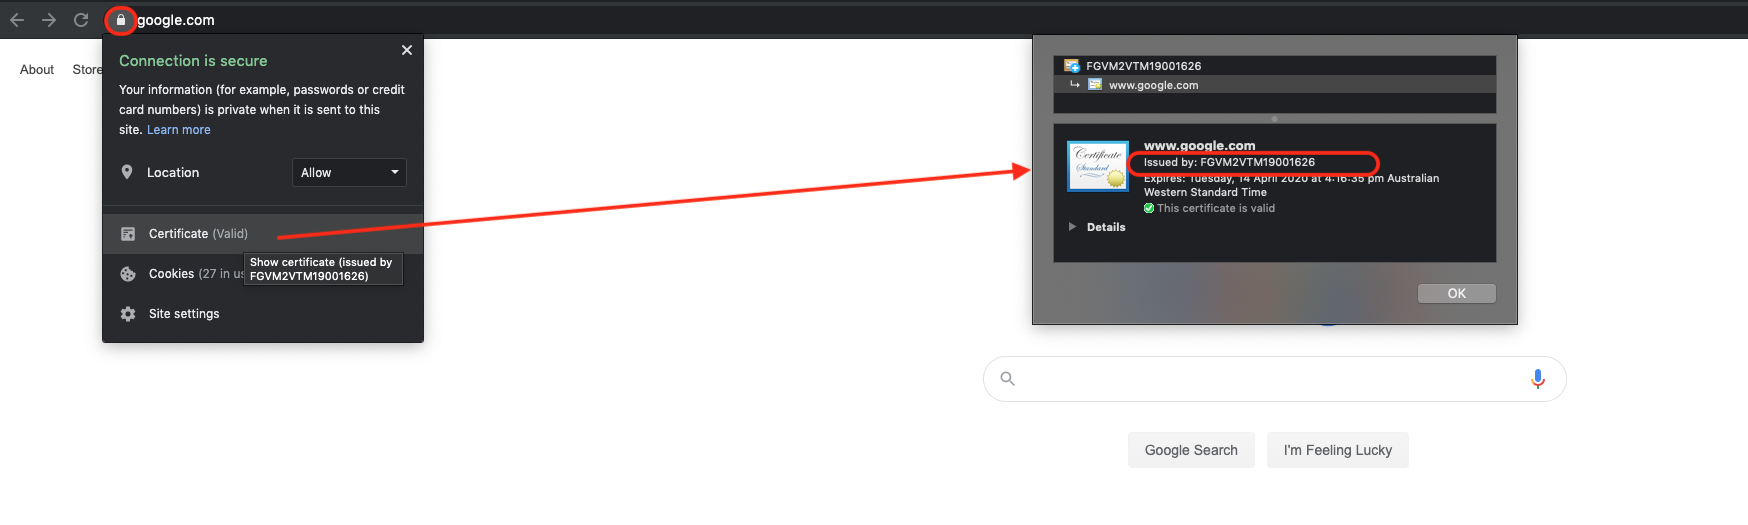 google.com
About Store
Connection is secure
Your information (for example, passwords or credit
card numbers) is private when it is sent to this
site. Learn more
Location Allow
Certificate (Valid)
Show certificate (issued by
FGVM2VTM19001626)
Cookies (27 in us
Site settings
FGVM2VTM19001626
www.google.com
Certificate
Standard
www.google.com
Issued by: FGVM2VTM19001626
Expires: Tuesday, 14 April 2020 at 4:16:35 pm Australian
Western Standard Time
This certificate is valid
Details
OK
Google Search
I'm Feeling Lucky